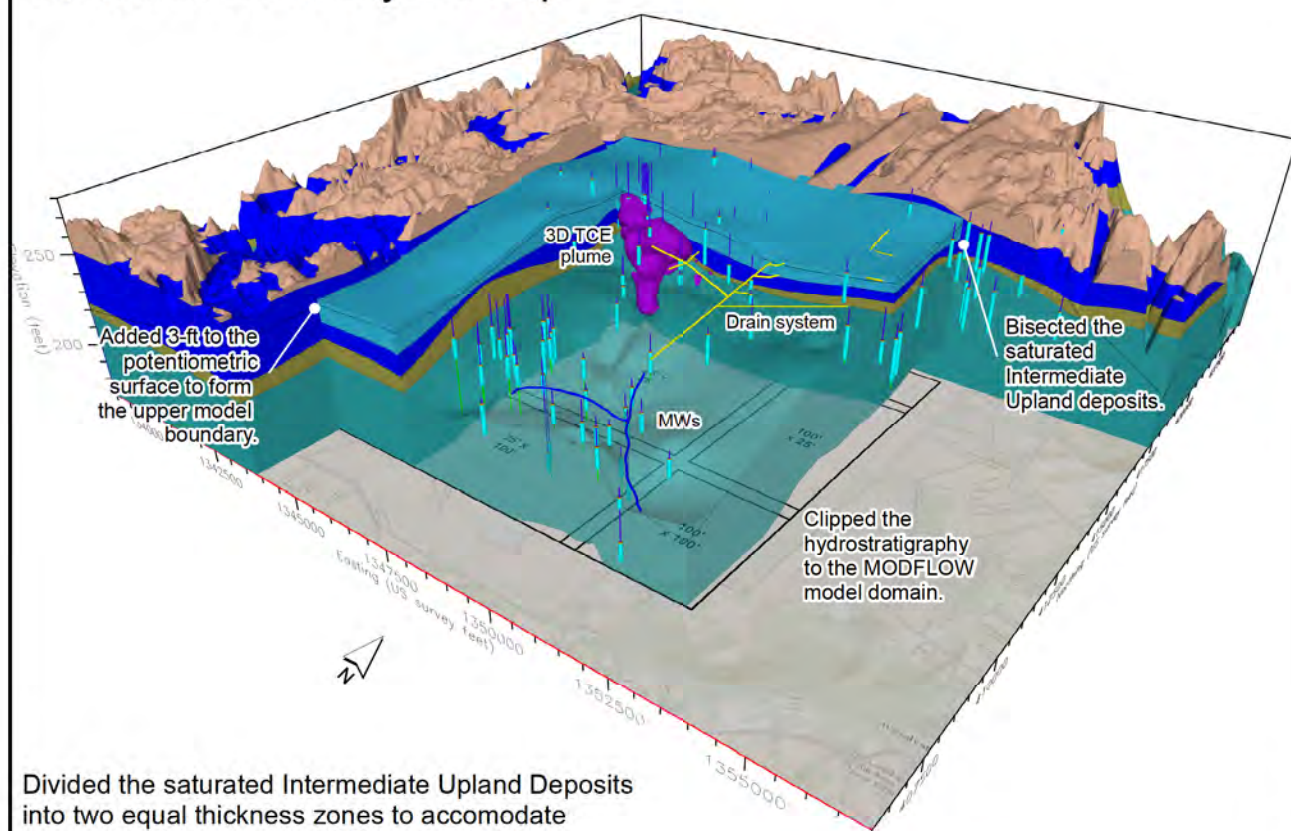 250
200
3D TCE
plume
Drain system
Added 3-ft to the
potentiometric
surface to form
the upper model
boundary.
Bisected the
saturated
Intermediate
Upland deposits.
MWs
100'
x 25'
100'
x 100'
Clipped the
hydrostratigraphy
to the MODFLOW
model domain.
1342500
1345000
1347500
1350000
1352500
1355000
Easting (US survey feet)
N
Divided the saturated Intermediate Upland Deposits
into two equal thickness zones to accomodate